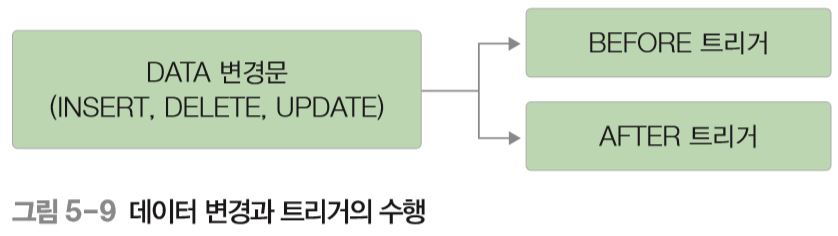 DATA 변경문
(INSERT, DELETE, UPDATE)
BEFORE 트리거
AFTER 트리거
그림 5-9 데이터 변경과 트리거의 수행